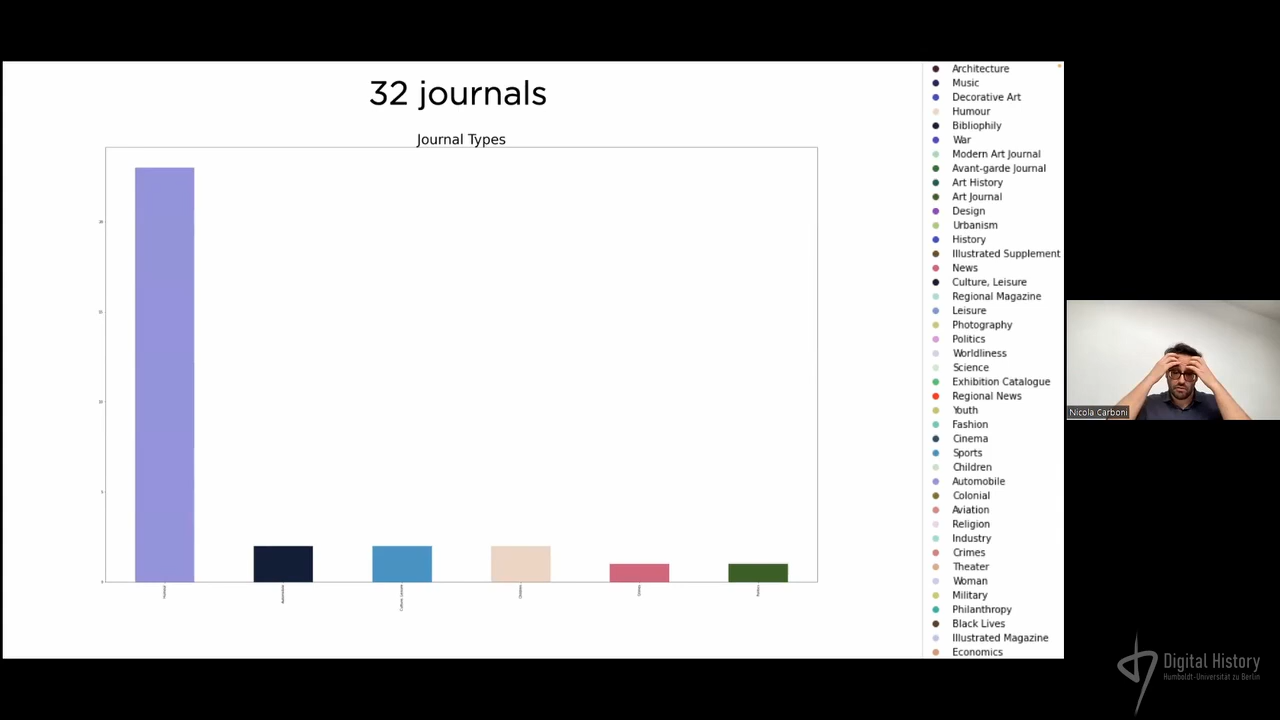 32 journals
Journal Types
Culture, Leisure
Architecture
Music
Decorative Art
Humour
Bibliophily
War
Modern Art Journal
Avant-garde Journal
Art History
Art Journal
Design
Urbanism
History
Illustrated Supplement
News
Culture, Leisure
Regional Magazine
Leisure
Photography
Politics
Worldliness
Science
Exhibition Catalogue
Regional News
Youth
Fashion
Cinema
Sports
Children
Automobile
Colonial
Aviation
Religion
Industry
Crimes
Theater
Woman
Military
Philanthropy
Black Lives
Illustrated Magazine
Economics
Nicola Carboni
Digital History
Humboldt-Universität zu Berlin